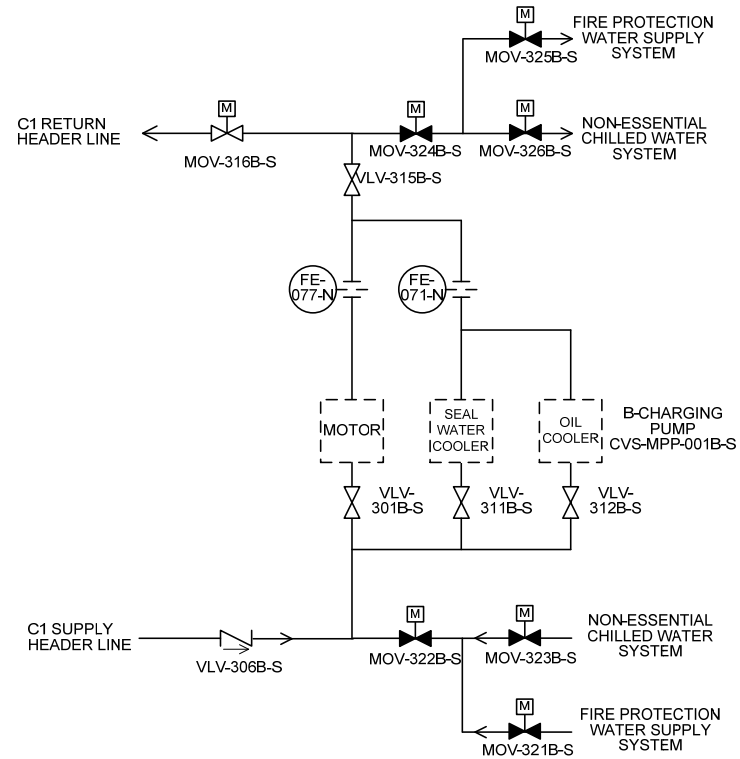 FIRE PROTECTION
WATER SUPPLY
SYSTEM
M
MOV-325B-S
C1 RETURN
HEADER LINE
M
MOV-316B-S
M
MOV-324B-S
M
MOV-326B-S
NON-ESSENTIAL
CHILLED WATER
SYSTEM
VLV-315B-S
FE-
077-N
FE-
071-N
MOTOR
SEAL
WATER
COOLER
OIL
COOLER
B-CHARGING
PUMP
CVS-MPP-001B-S
VLV-
301B-S
VLV-
311B-S
VLV-
312B-S
C1 SUPPLY
HEADER LINE
VLV-306B-S
M
MOV-322B-S
M
MOV-323B-S
NON-ESSENTIAL
CHILLED WATER
SYSTEM
M
MOV-321B-S
FIRE PROTECTION
WATER SUPPLY
SYSTEM